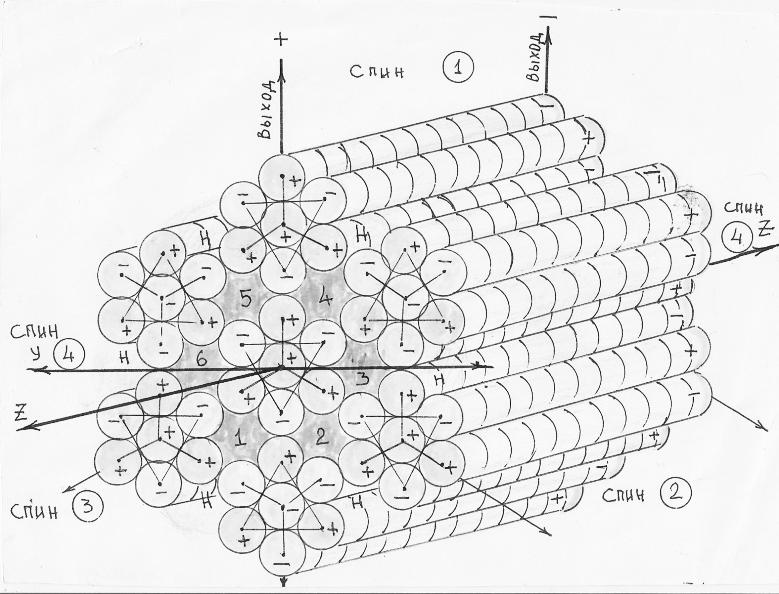 +
–
ВЫХОД
СПИН 1
ВЫХОД
СПИН
4 Z
H
H
5
4
СПИН
У 4
H
6
3
H
Z
1
2
СПИН 3
H
H
СПИН 2